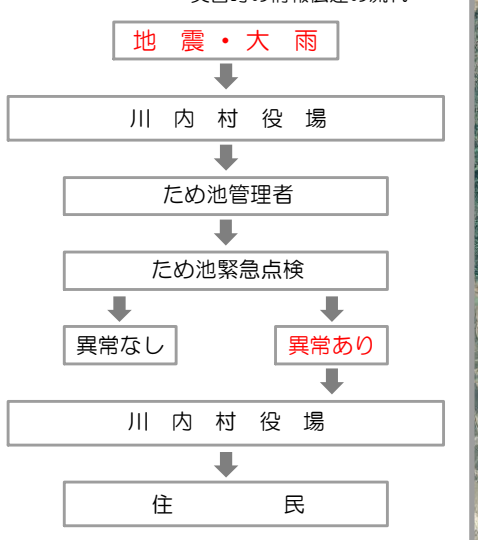 地 震 ・ 大 雨
川 内 村 役 場
ため池管理者
ため池緊急点検
異常なし 異常あり
川 内 村 役 場
住 民